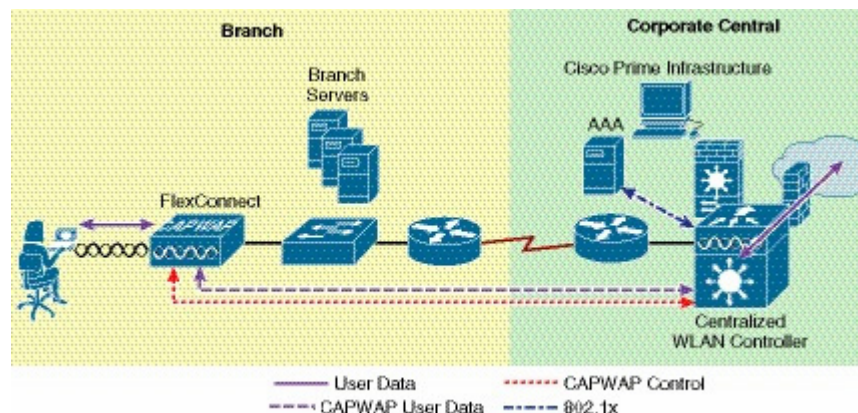 Branch
Corporate Central
Cisco Prime Infrastructure
Branch
Servers
AAA
FlexConnect
CAPWAP
Centralized
WLAN Controller
User Data
CAPWAP Control
CAPWAP User Data
802.1x